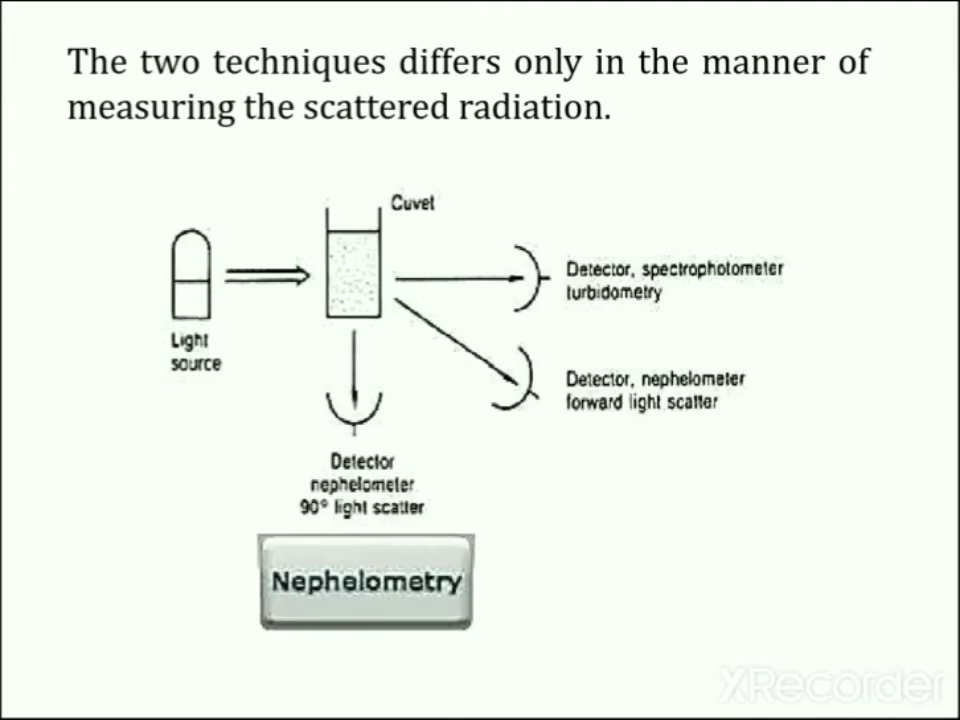 The two techniques differs only in the manner of
measuring the scattered radiation.
Cuvet
Detector, spectrophotometer
turbidometry
Light
source
Detector, nephelometer
forward light scatter
Detector
nephelometer
90° light scatter
Nephelometry
XRecorder